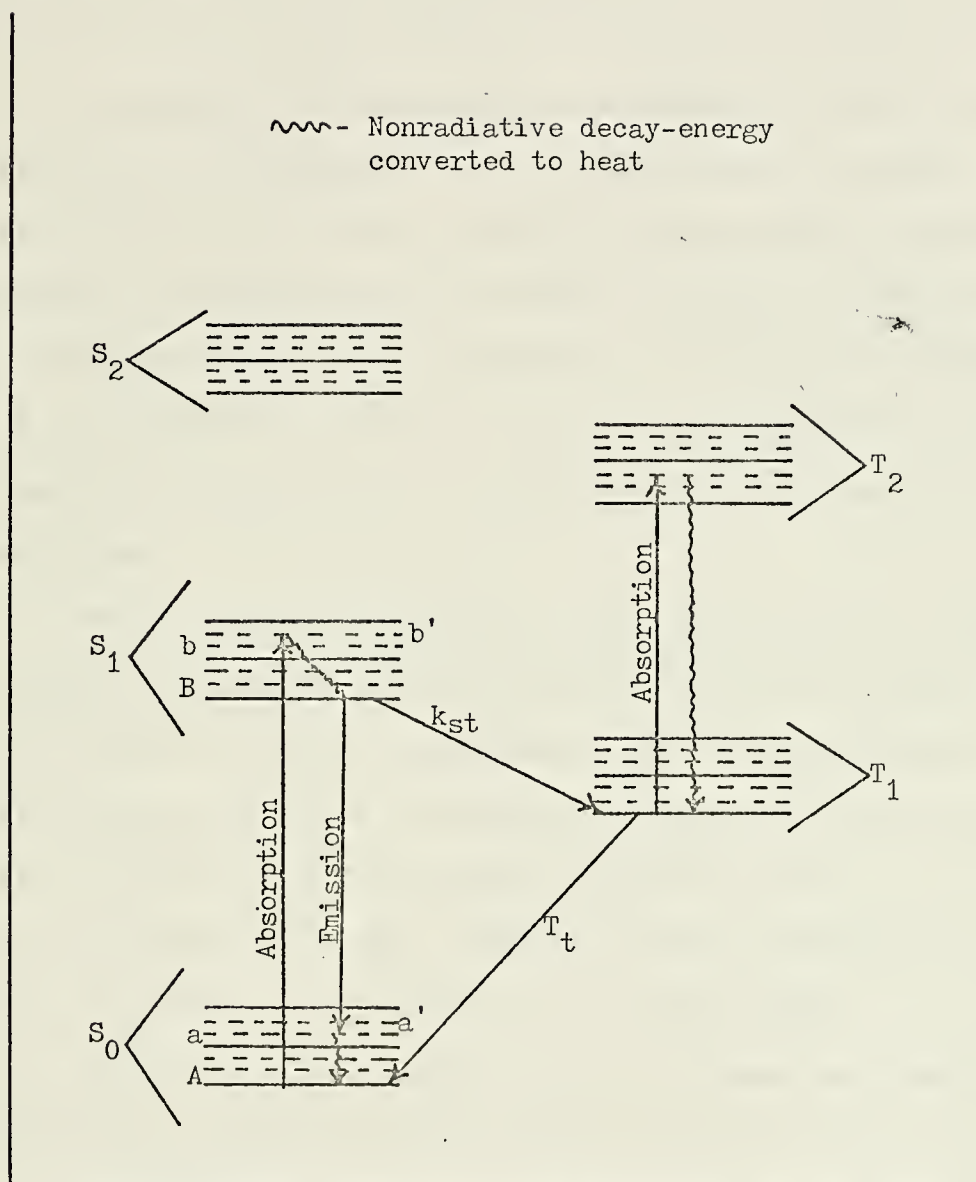 - Nonradiative decay-energy
converted to heat
S2
T2
Absorption
S1
b
b'
B
kst
T1
Absorption
Emission
Tt
S0
a
a'
A